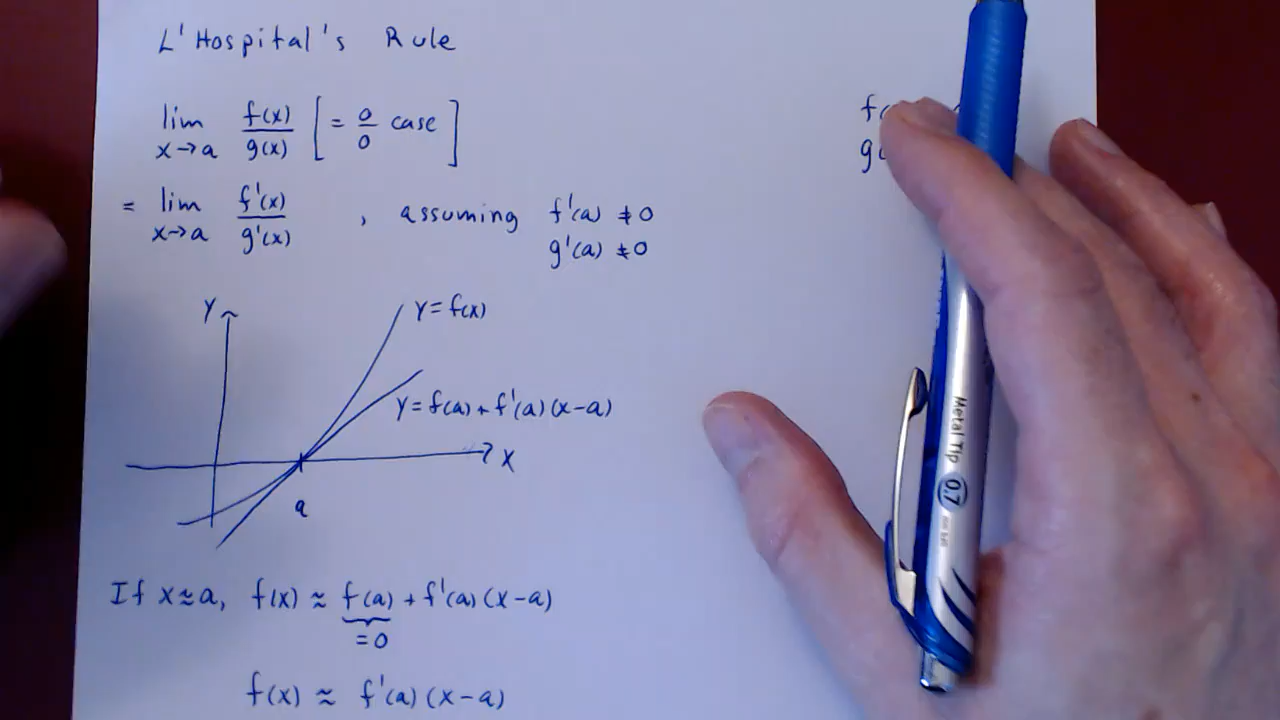 L'Hospital's Rule
lim x→a f(x)/g(x) [= 0/0 case]
= lim x→a f'(x)/g'(x) , assuming f'(a) ≠ 0
g'(a) ≠ 0
Y
y = f(x)
y = f(a) + f'(a)(x-a)
x
a
If x≈a, f(x) ≈ f(a) + f'(a)(x-a)
= 0
f(x) ≈ f'(a)(x-a)
Metal Tip 0.7